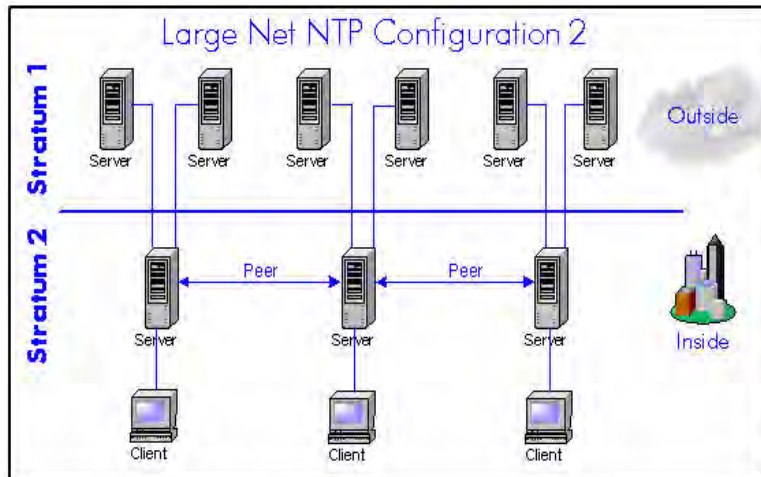 Large Net NTP Configuration 2
Stratum 1
Server
Server
Server
Server
Server
Server
Outside
Stratum 2
Peer
Peer
Server
Server
Server
Inside
Client
Client
Client